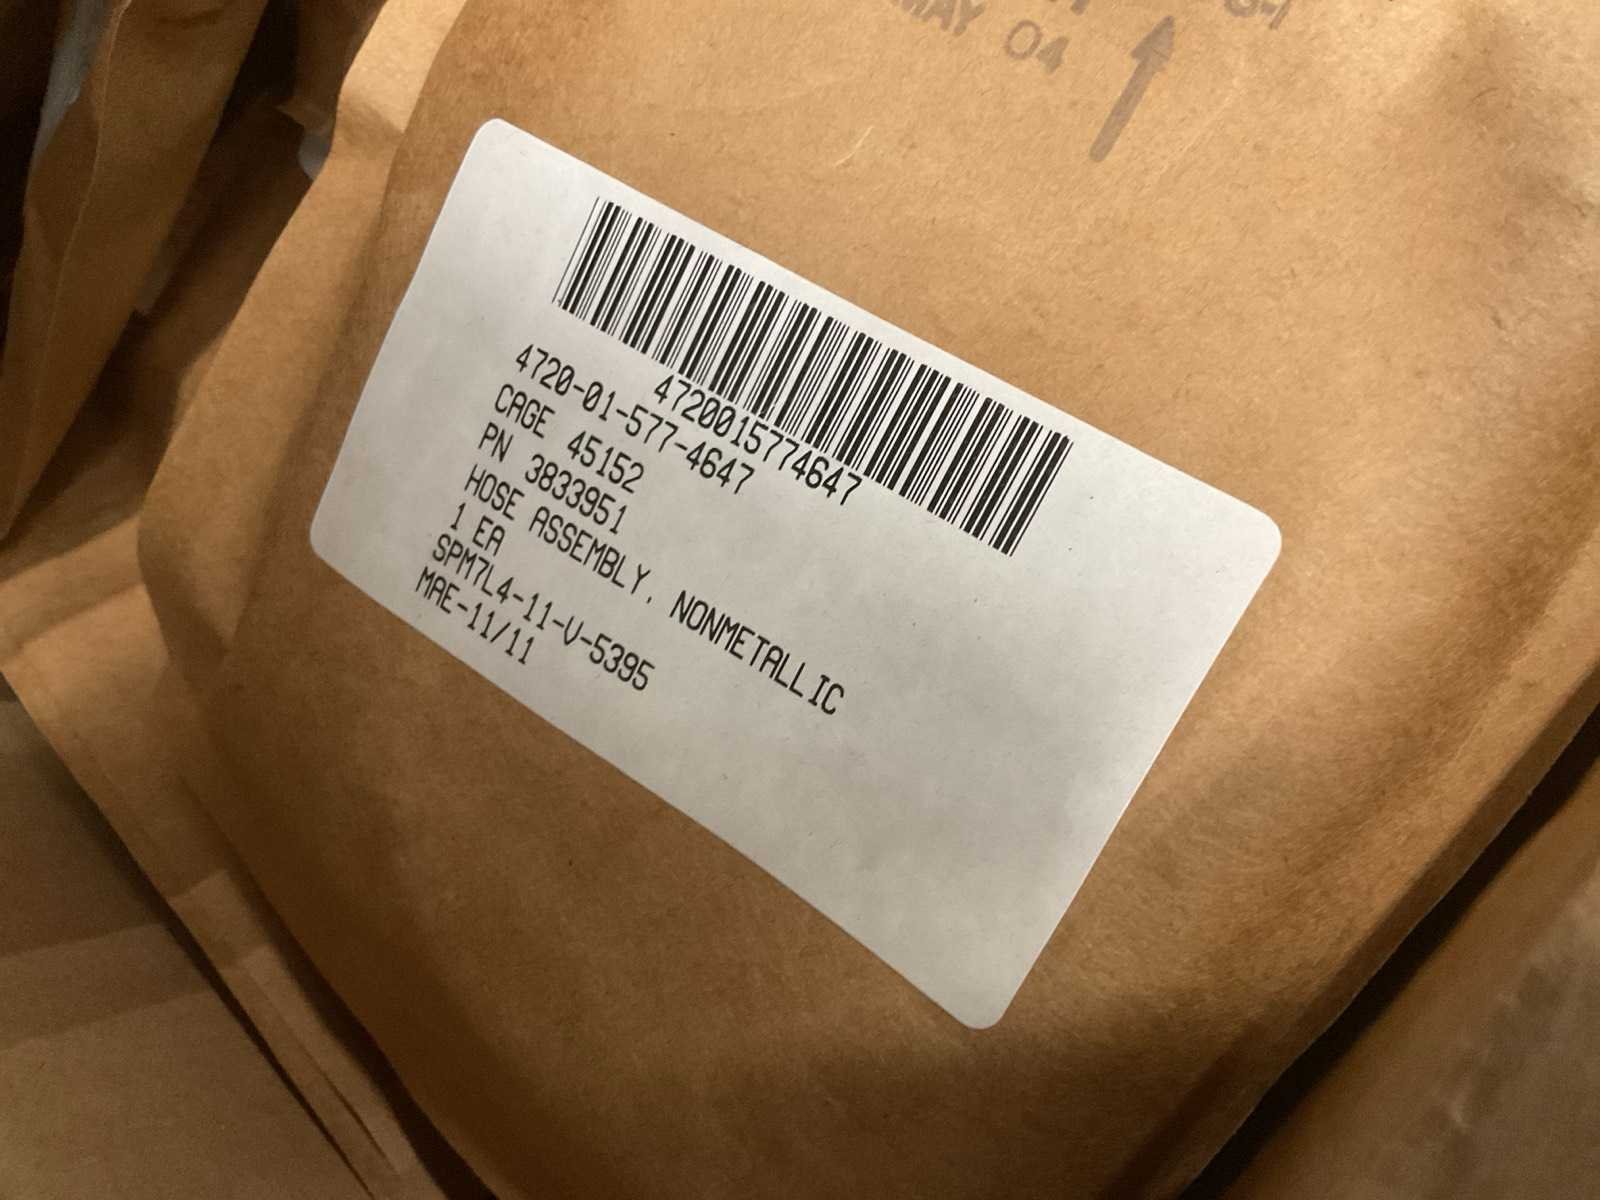 MAY 04
4720015774647
4720-01-577-4647
CAGE 45152
PN 3833951
HOSE ASSEMBLY, NONMETALLIC
1 EA
SPM7L4-11-V-5395
MAE-11/11